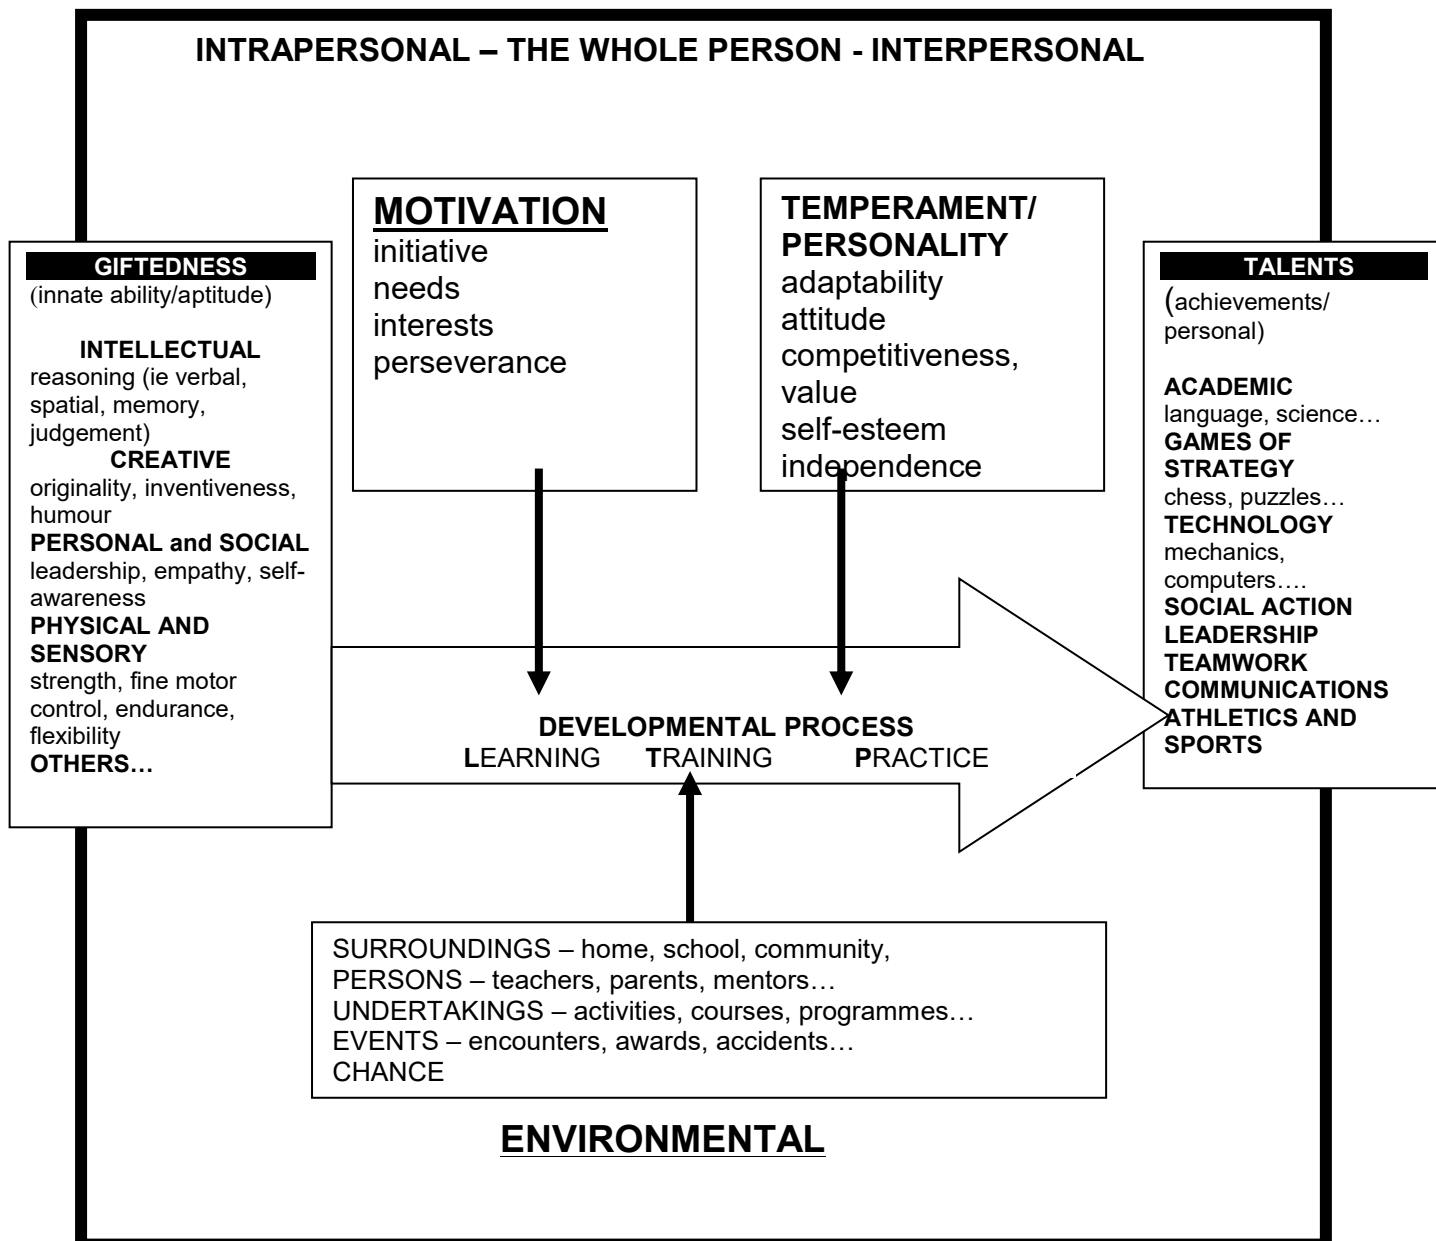 INTRAPERSONAL – THE WHOLE PERSON - INTERPERSONAL
GIFTEDNESS
(innate ability/aptitude)
INTELLECTUAL
reasoning (ie verbal,
spatial, memory,
judgement)
CREATIVE
originality, inventiveness,
humour
PERSONAL and SOCIAL
leadership, empathy, self-
awareness
PHYSICAL AND
SENSORY
strength, fine motor
control, endurance,
flexibility
OTHERS…
MOTIVATION
initiative
needs
interests
perseverance
TEMPERAMENT/
PERSONALITY
adaptability
attitude
competitiveness,
value
self-esteem
independence
TALENTS
(achievements/
personal)
ACADEMIC
language, science…
GAMES OF
STRATEGY
chess, puzzles…
TECHNOLOGY
mechanics,
computers….
SOCIAL ACTION
LEADERSHIP
TEAMWORK
COMMUNICATIONS
ATHLETICS AND
SPORTS
DEVELOPMENTAL PROCESS
LEARNING TRAINING PRACTICE
SURROUNDINGS – home, school, community,
PERSONS – teachers, parents, mentors…
UNDERTAKINGS – activities, courses, programmes…
EVENTS – encounters, awards, accidents…
CHANCE
ENVIRONMENTAL